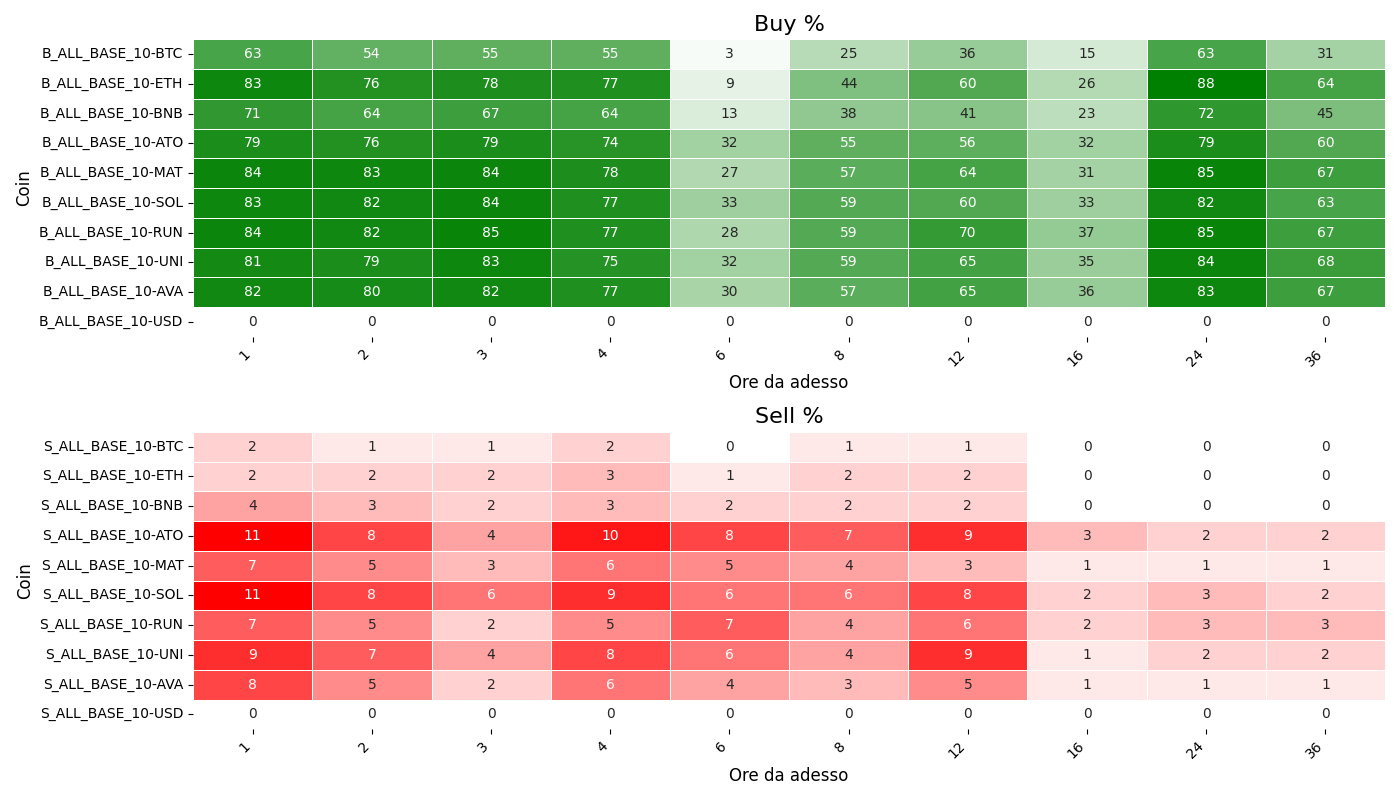 Buy %
Coin
B_ALL_BASE_10-BTC 63 54 55 55 3 25 36 15 63 31
B_ALL_BASE_10-ETH 83 76 78 77 9 44 60 26 88 64
B_ALL_BASE_10-BNB 71 64 67 64 13 38 41 23 72 45
B_ALL_BASE_10-ATO 79 76 79 74 32 55 56 32 79 60
B_ALL_BASE_10-MAT 84 83 84 78 27 57 64 31 85 67
B_ALL_BASE_10-SOL 83 82 84 77 33 59 60 33 82 63
B_ALL_BASE_10-RUN 84 82 85 77 28 59 70 37 85 67
B_ALL_BASE_10-UNI 81 79 83 75 32 59 65 35 84 68
B_ALL_BASE_10-AVA 82 80 82 77 30 57 65 36 83 67
B_ALL_BASE_10-USD 0 0 0 0 0 0 0 0 0 0
1 2 3 4 6 8 12 16 24 36
Ore da adesso
Sell %
Coin
S_ALL_BASE_10-BTC 2 1 1 2 0 1 1 0 0 0
S_ALL_BASE_10-ETH 2 2 2 3 1 2 2 0 0 0
S_ALL_BASE_10-BNB 4 3 2 3 2 2 2 0 0 0
S_ALL_BASE_10-ATO 11 8 4 10 8 7 9 3 2 2
S_ALL_BASE_10-MAT 7 5 3 6 5 4 3 1 1 1
S_ALL_BASE_10-SOL 11 8 6 9 6 6 8 2 3 2
S_ALL_BASE_10-RUN 7 5 2 5 7 4 6 2 3 3
S_ALL_BASE_10-UNI 9 7 4 8 6 4 9 1 2 2
S_ALL_BASE_10-AVA 8 5 2 6 4 3 5 1 1 1
S_ALL_BASE_10-USD 0 0 0 0 0 0 0 0 0 0
1 2 3 4 6 8 12 16 24 36
Ore da adesso